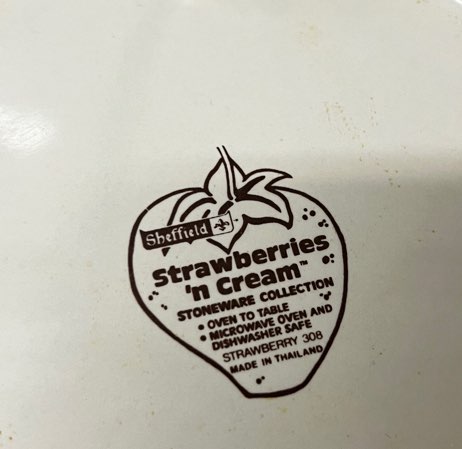 Sheffield
Strawberries
'n Cream™
STONEWARE COLLECTION
• OVEN TO TABLE
• MICROWAVE OVEN AND
DISHWASHER SAFE
STRAWBERRY 308
MADE IN THAILAND